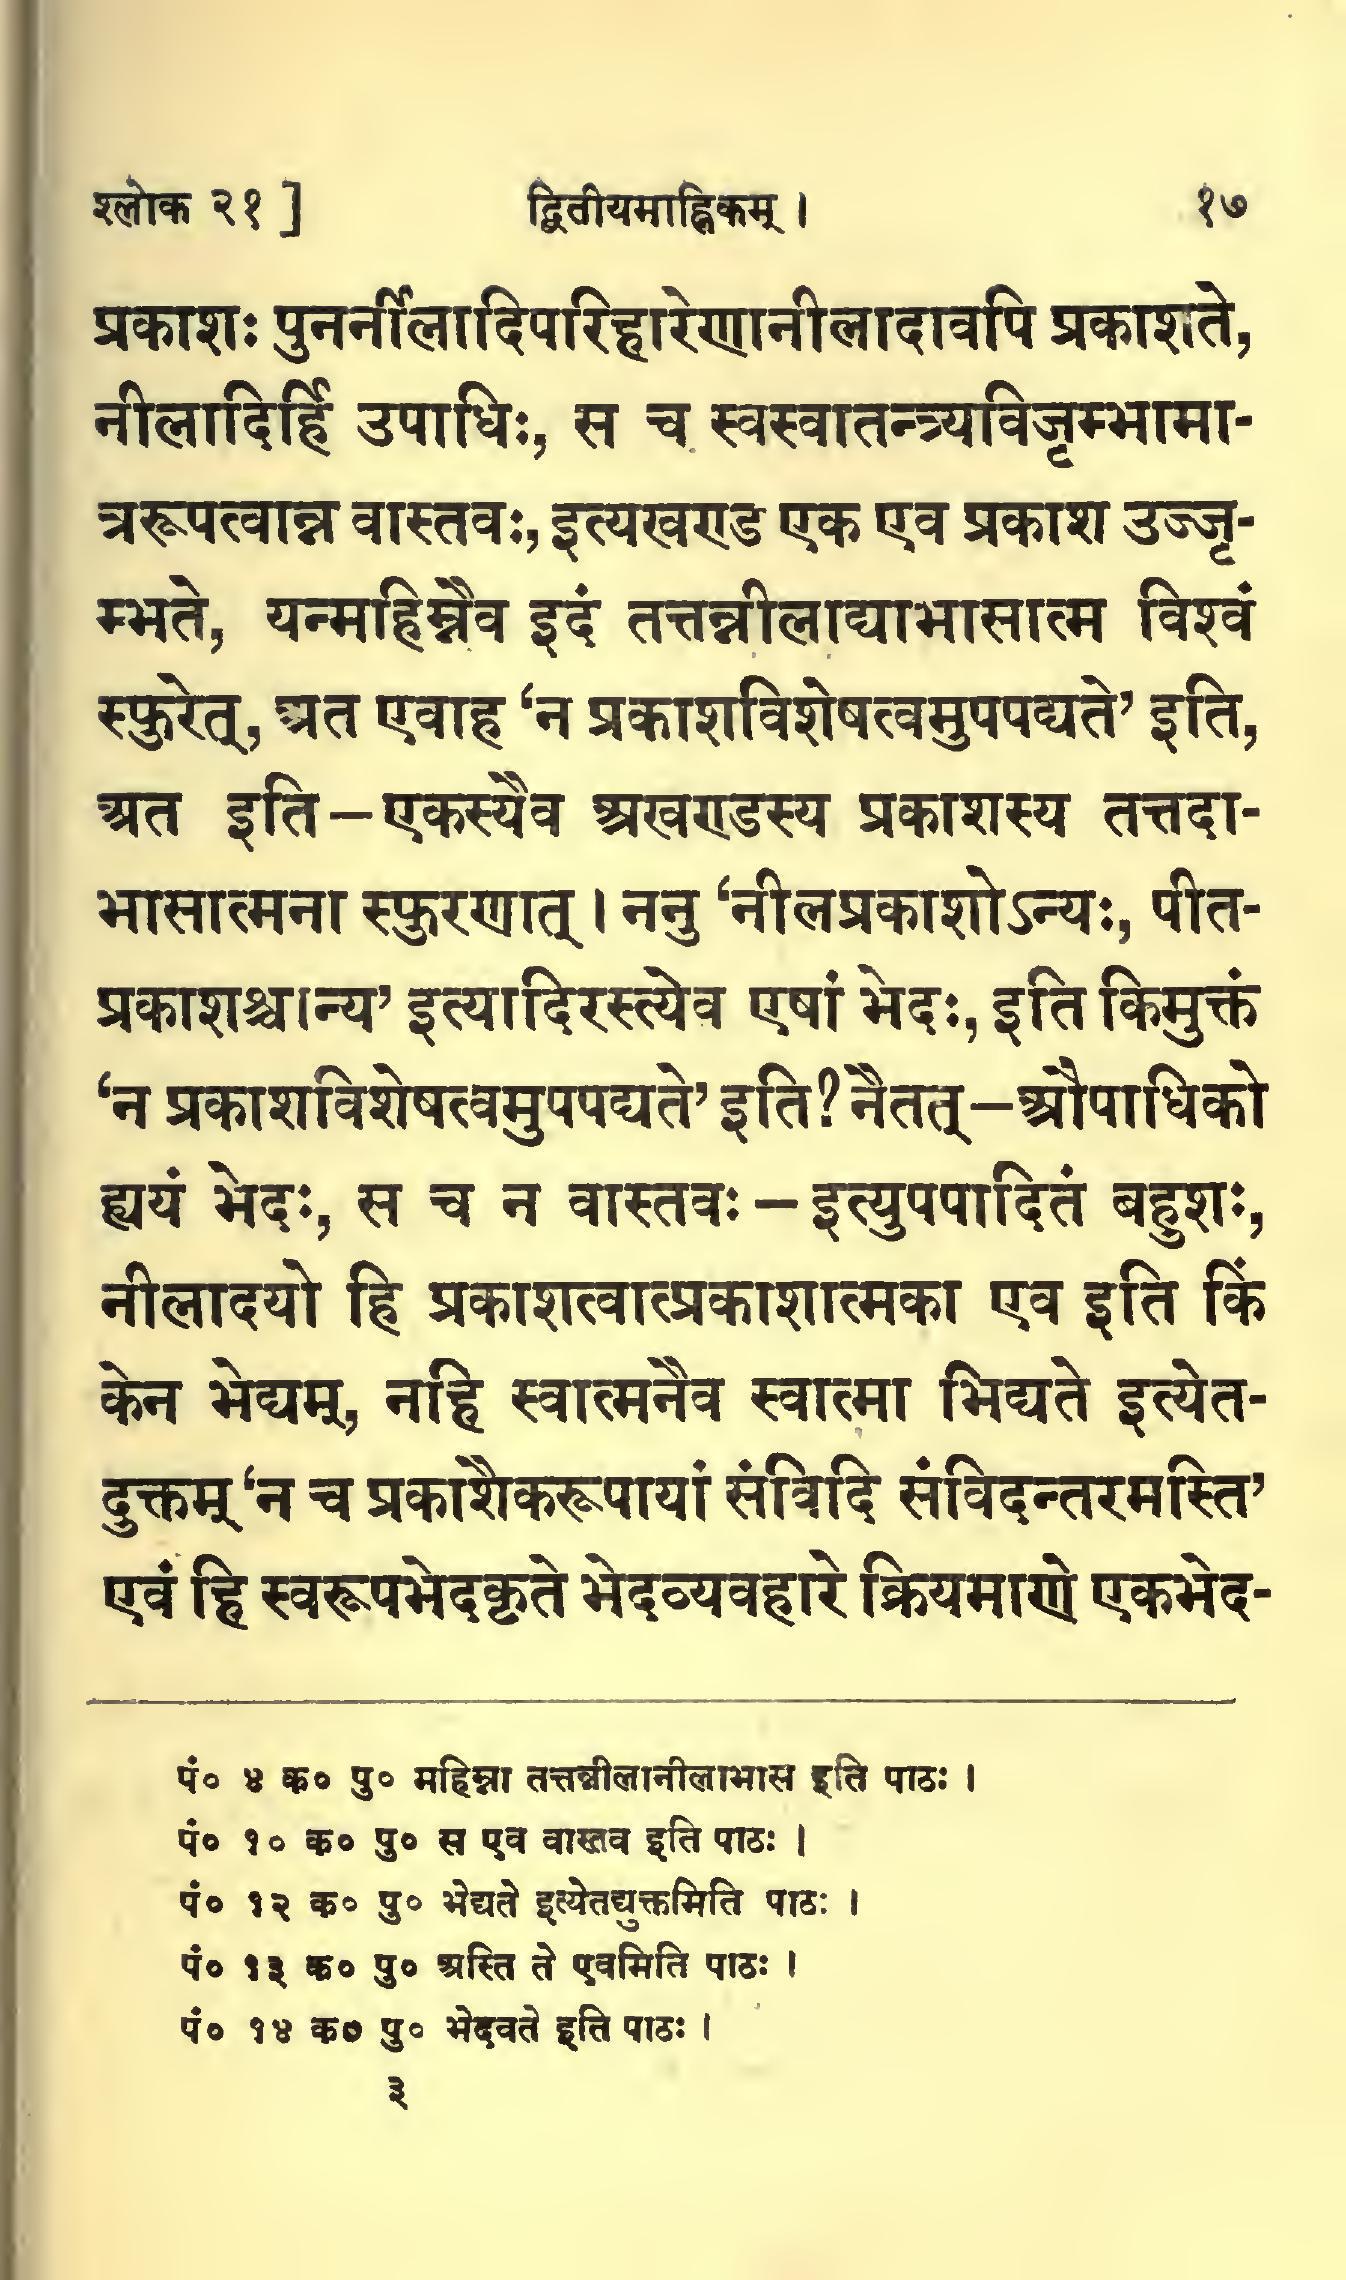 श्लोक २१ ] द्वितीयमाह्निकम् । १७
प्रकाशः पुनर्नीलादिपरिहारेणानीलादावपि प्रकाशते,
नीलादिर्हि उपाधिः, स च स्वस्वातन्त्र्यविजृम्भामा-
त्ररूपत्वान्न वास्तवः, इत्यखण्ड एक एव प्रकाश उज्जृ-
म्भते, यन्महिम्नैव इदं तत्तन्नीलाद्याभासात्म विश्वं
स्फुरेत्, अत एवाह ‘न प्रकाशविशेषत्वमुपपद्यते’ इति,
अत इति — एकस्यैव अखण्डस्य प्रकाशस्य तत्तदा-
भासात्मना स्फुरणात् । ननु ‘नीलप्रकाशोऽन्यः, पीत-
प्रकाशश्चान्य’ इत्यादिरस्त्येव एषां भेदः, इति किमुक्तं
‘न प्रकाशविशेषत्वमुपपद्यते’ इति? नैतत् — औपाधिको
ह्ययं भेदः, स च न वास्तवः — इत्युपपादितं बहुशः,
नीलादयो हि प्रकाशत्वात्प्रकाशात्मका एव इति किं
केन भेद्यम्, नहि स्वात्मनैव स्वात्मा भिद्यते इत्येत-
दुक्तम् ‘न च प्रकाशैकरूपायां संविदि संविदन्तरमस्ति’
एवं हि स्वरूपभेदकृते भेदव्यवहारे क्रियमाणे एकभेद-
पं० ४ क० पु० महिम्ना तत्तन्नीलानीलाभास इति पाठः ।
पं० १० क० पु० स एव वास्तव इति पाठः ।
पं० १२ क० पु० भेद्यते इत्येतद्युक्तमिति पाठः ।
पं० १३ क० पु० अस्ति ते एवमिति पाठः ।
पं० १४ क० पु० भेदवते इति पाठः ।
३